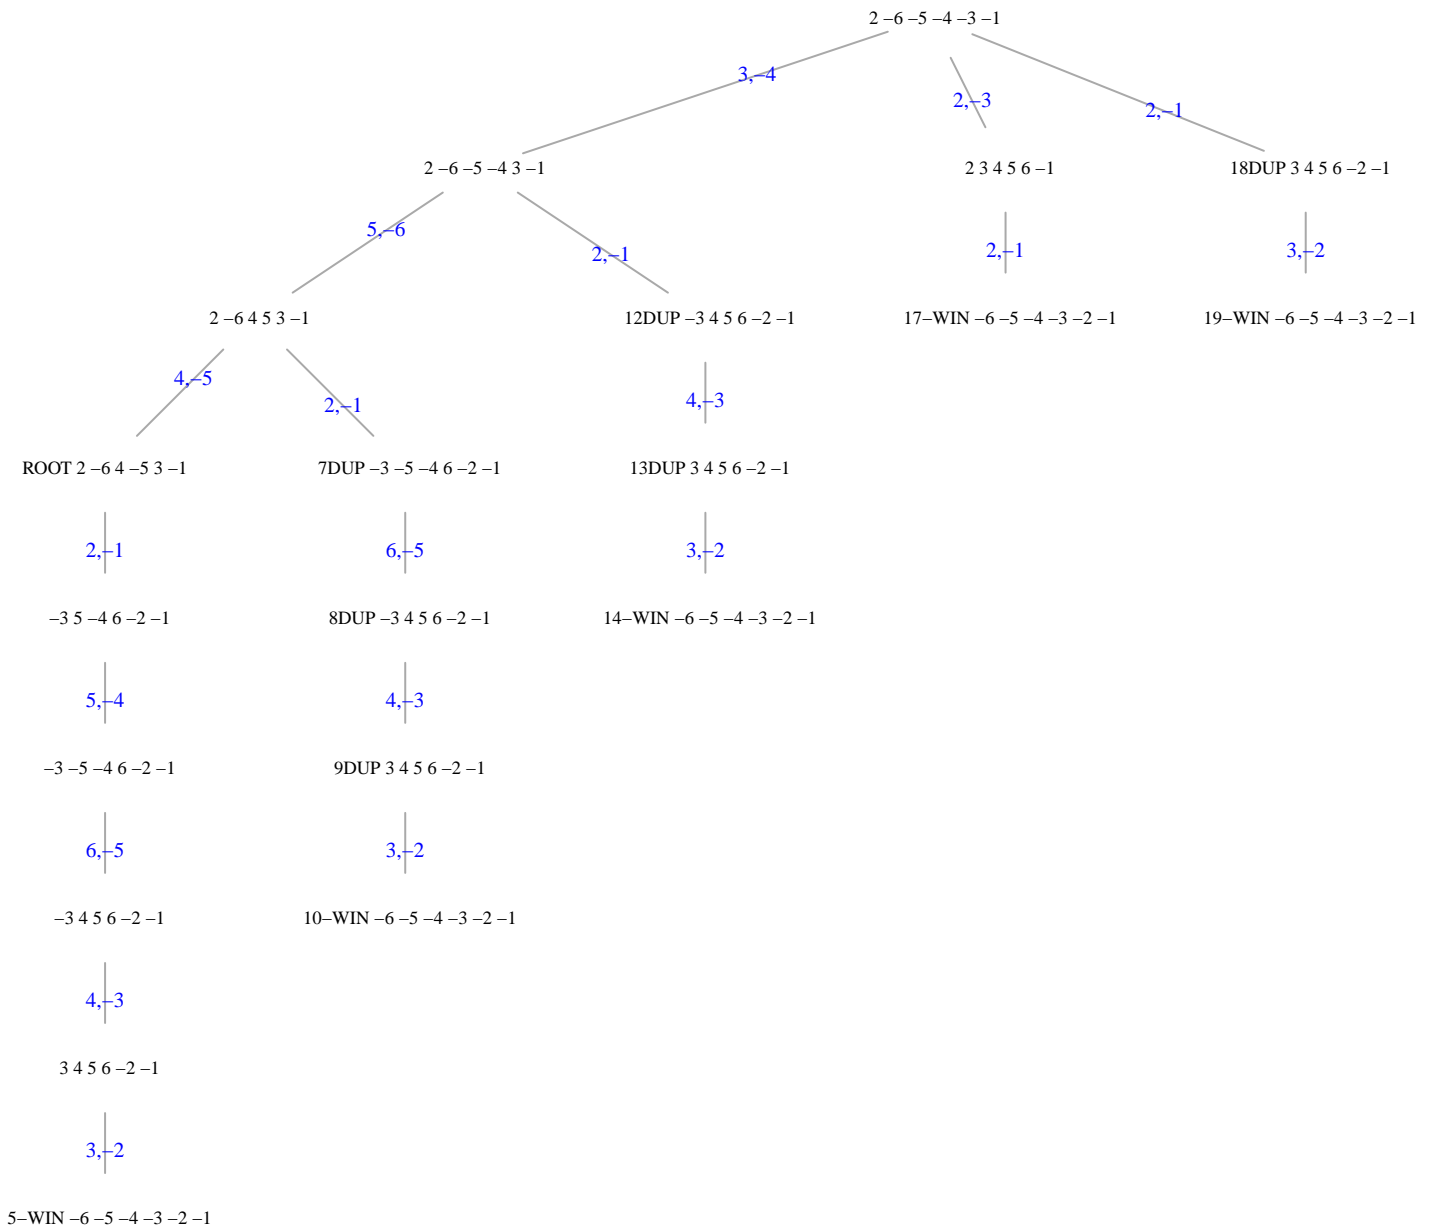 2 –6 –5 –4 –3 –1
3,–4
2,–3
2,–1
2 –6 –5 –4 3 –1
2 3 4 5 6 –1
18DUP 3 4 5 6 –2 –1
5,–6
2,–1
2,–1
3,–2
2 –6 4 5 3 –1
12DUP –3 4 5 6 –2 –1
17–WIN –6 –5 –4 –3 –2 –1
19–WIN –6 –5 –4 –3 –2 –1
4,–5
2,–1
4,–3
ROOT 2 –6 4 –5 3 –1
7DUP –3 –5 –4 6 –2 –1
13DUP 3 4 5 6 –2 –1
2,–1
6,–5
3,–2
–3 5 –4 6 –2 –1
8DUP –3 4 5 6 –2 –1
14–WIN –6 –5 –4 –3 –2 –1
5,–4
4,–3
–3 –5 –4 6 –2 –1
9DUP 3 4 5 6 –2 –1
6,–5
3,–2
–3 4 5 6 –2 –1
10–WIN –6 –5 –4 –3 –2 –1
4,–3
3 4 5 6 –2 –1
3,–2
5–WIN –6 –5 –4 –3 –2 –1